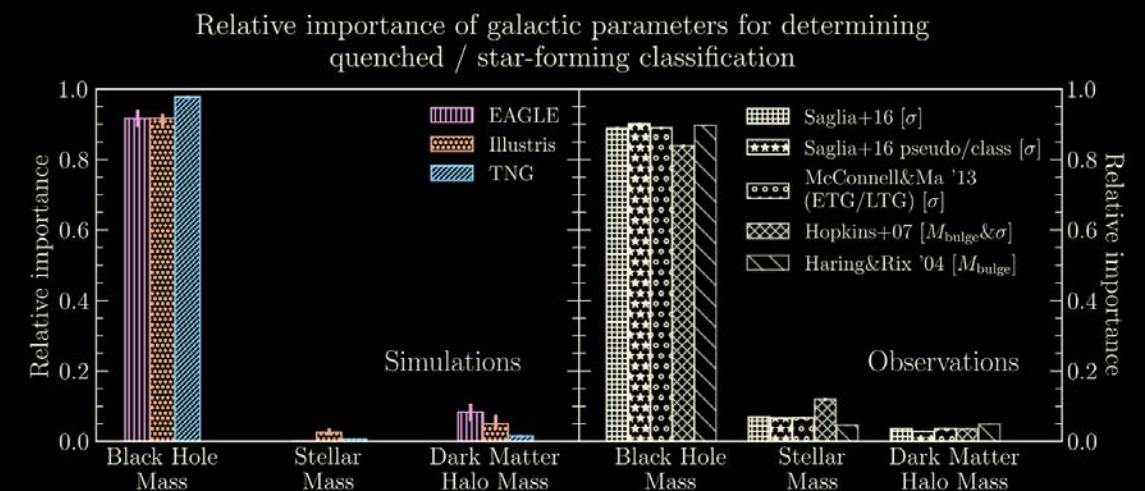 Relative importance of galactic parameters for determining
quenched / star-forming classification
Relative importance
1.0
0.8
0.6
0.4
0.2
0.0
EAGLE
Illustris
TNG
Simulations
Black Hole
Mass
Stellar
Mass
Dark Matter
Halo Mass
Saglia+16 [σ]
Saglia+16 pseudo/class [σ]
McConnell&Ma '13
(ETG/LTG) [σ]
Hopkins+07 [M_bulge&σ]
Haring&Rix '04 [M_bulge]
Observations
Black Hole
Mass
Stellar
Mass
Dark Matter
Halo Mass
1.0
0.8
0.6
0.4
0.2
0.0
Relative importance